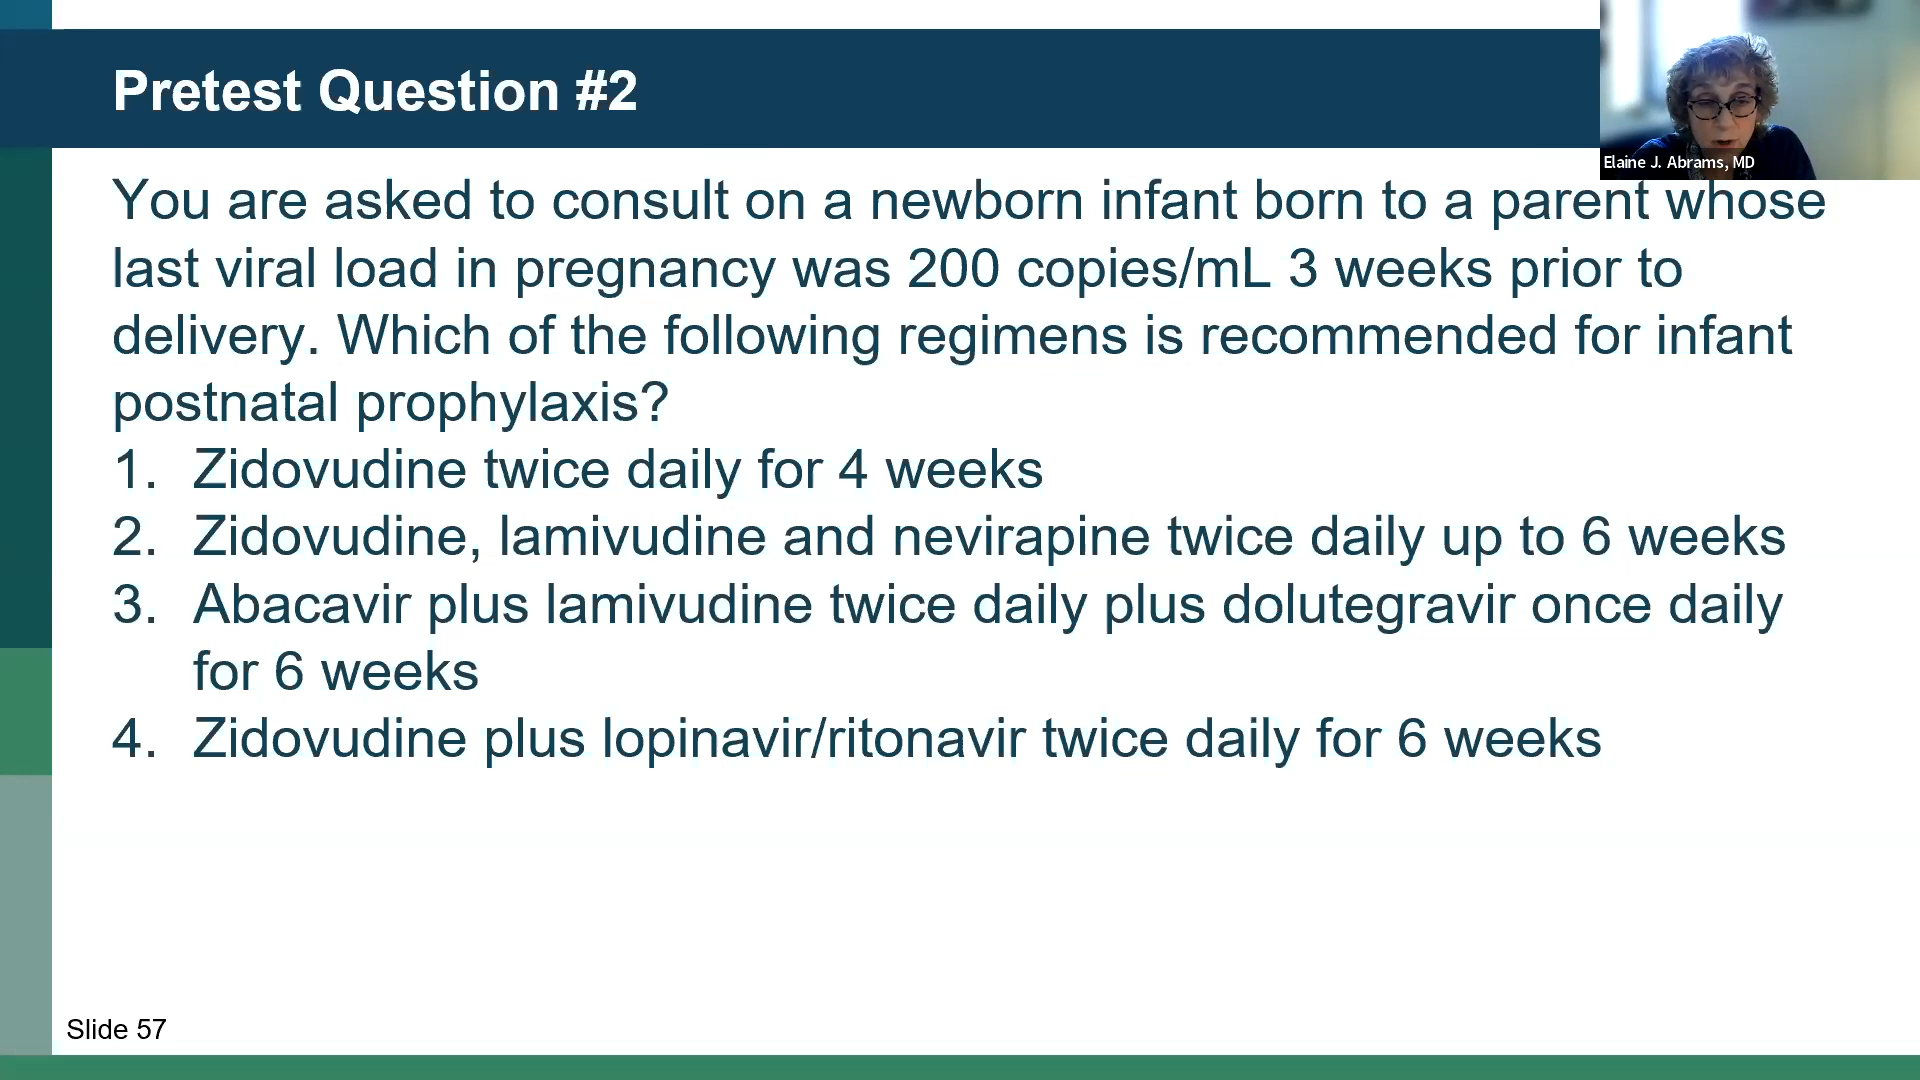 Pretest Question #2
Elaine J. Abrams, MD
You are asked to consult on a newborn infant born to a parent whose
last viral load in pregnancy was 200 copies/mL 3 weeks prior to
delivery. Which of the following regimens is recommended for infant
postnatal prophylaxis?
1. Zidovudine twice daily for 4 weeks
2. Zidovudine, lamivudine and nevirapine twice daily up to 6 weeks
3. Abacavir plus lamivudine twice daily plus dolutegravir once daily
for 6 weeks
4. Zidovudine plus lopinavir/ritonavir twice daily for 6 weeks
Slide 57